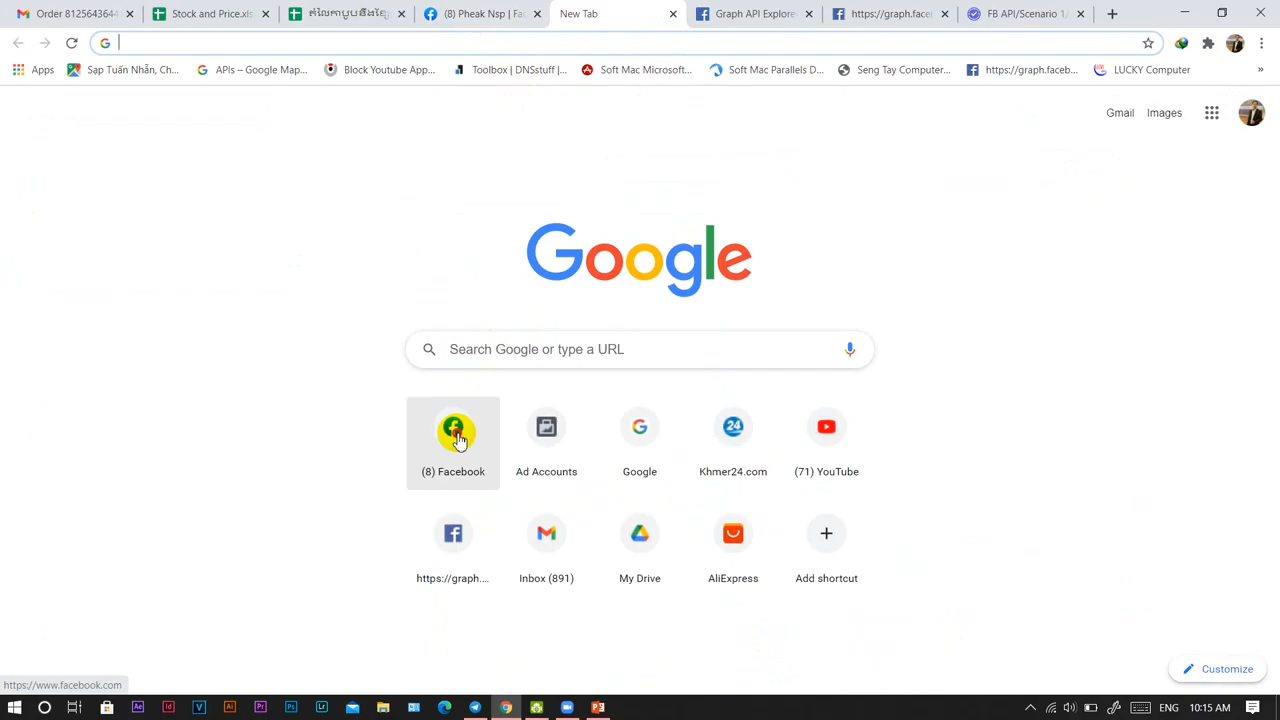 Order 8125643644
Stock and Price.xls
(8) Pheak Nsp | Fac
New Tab
Graph API Explore
https://graph.facer
FB API/Scenario 1/
Apps
Sạp Tuấn Nhẫn, Ch...
APIs – Google Map...
Block Youtube App...
Toolbox | DNSstuff |...
Soft Mac Microsoft...
Soft Mac Parallels D...
Seng Tay Computer...
https://graph.faceb...
LUCKY Computer
»
Gmail Images
Google
Search Google or type a URL
(8) Facebook
Ad Accounts
Google
Khmer24.com
(71) YouTube
https://graph....
Inbox (891)
My Drive
AliExpress
Add shortcut
Customize
https://www.facebook.com
ENG
10:15 AM